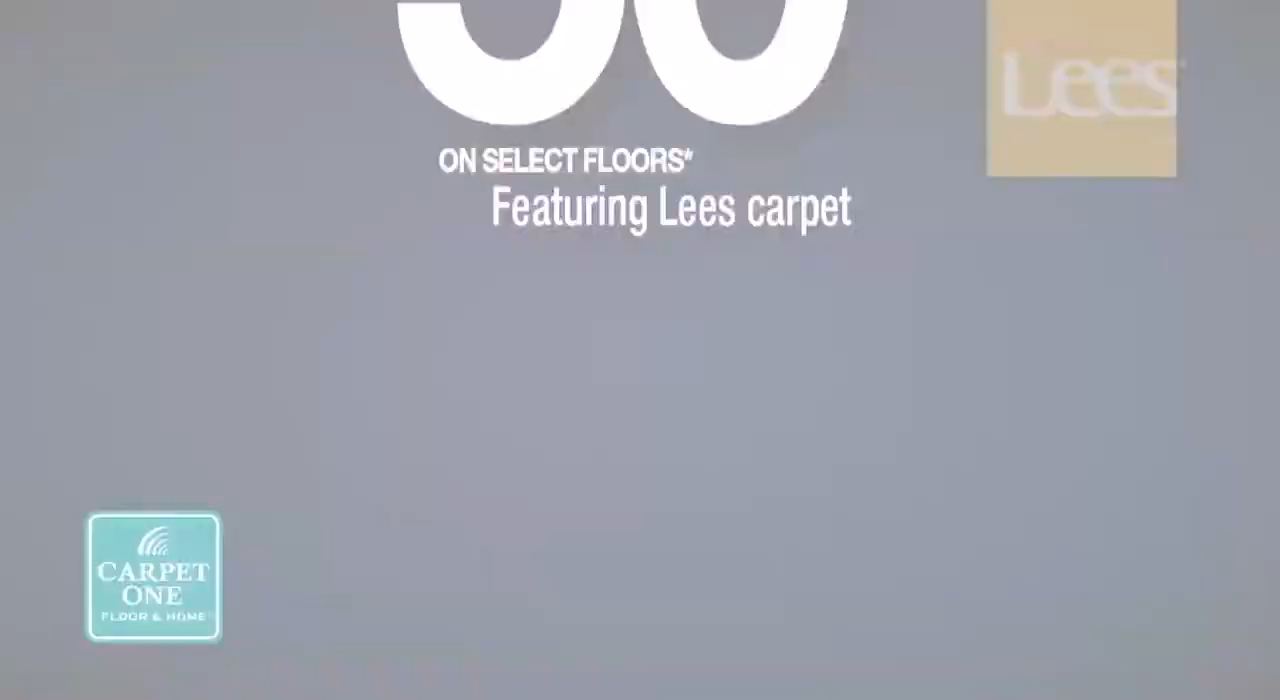 Lees
ON SELECT FLOORS*
Featuring Lees carpet
CARPET
ONE
FLOOR & HOME